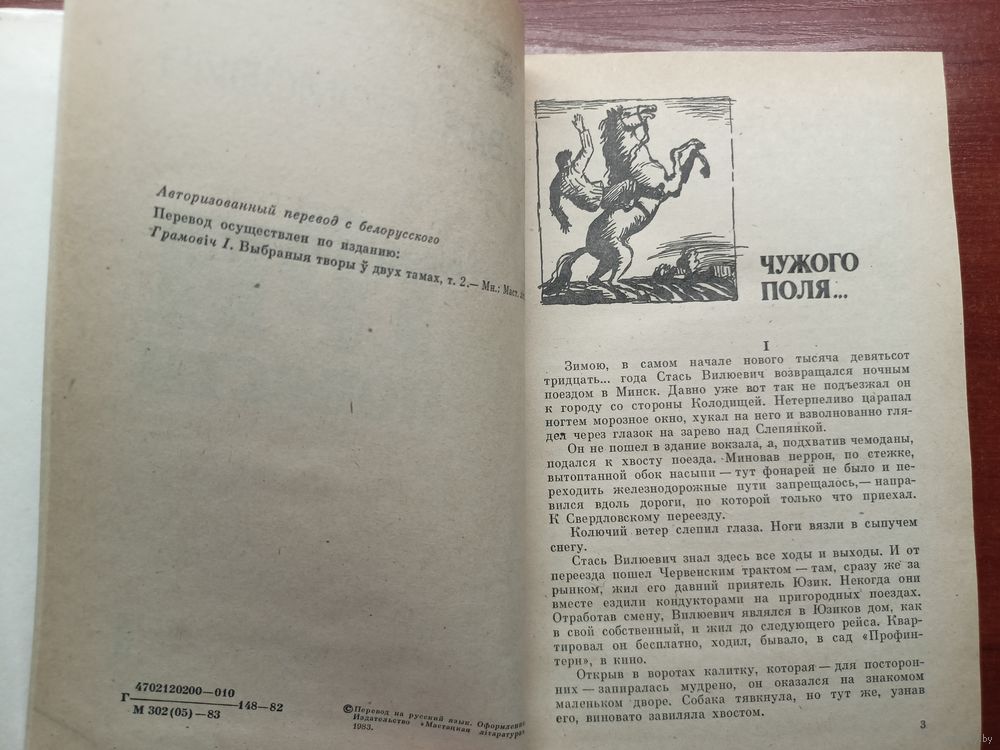 Авторизованный перевод с белорусского
Перевод осуществлен по изданию:
Грамовіч І. Выбраныя творы ў двух тамах, т. 2.— Мн.: Маст.
4702120200—010
Г————148—82
М 302(05)—83
© Перевод на русский язык. Оформление
Издательство «Мастацкая літаратура»
1983.
ЧУЖОГО
ПОЛЯ...
I
Зимою, в самом начале нового тысяча девятьсот
тридцать... года Стась Вилюевич возвращался ночным
поездом в Минск. Давно уже вот так не подъезжал он
к городу со стороны Колодищей. Нетерпеливо царапал
ногтем морозное окно, хукал на него и взволнованно гля-
дел через глазок на зарево над Слепянкой.
Он не пошел в здание вокзала, а, подхватив чемоданы,
подался к хвосту поезда. Миновав перрон, по стежке,
вытоптанной обок насыпи — тут фонарей не было и пе-
реходить железнодорожные пути запрещалось,— напра-
вился вдоль дороги, по которой только что приехал.
К Свердловскому переезду.
Колючий ветер слепил глаза. Ноги вязли в сыпучем
снегу.
Стась Вилюевич знал здесь все ходы и выходы. И от
переезда пошел Червенским трактом — там, сразу же за
рынком, жил его давний приятель Юзик. Некогда они
вместе ездили кондукторами на пригородных поездах.
Отработав смену, Вилюевич являлся в Юзиков дом, как
в свой собственный, и жил до следующего рейса. Квар-
тировал он бесплатно, ходил, бывало, в сад «Профин-
терн», в кино.
Открыв в воротах калитку, которая — для посторон-
них — запиралась мудрено, он оказался на знакомом
маленьком дворе. Собака тявкнула, но тут же, узнав
его, виновато завиляла хвостом.
3
by